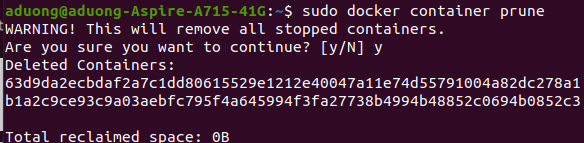 aduong@aduong-Aspire-A715-41G:~$ sudo docker container prune
WARNING! This will remove all stopped containers.
Are you sure you want to continue? [y/N] y
Deleted Containers:
63d9da2ecbdaf2a7c1dd80615529e1212e40047a11e74d55791004a82dc278a1
b1a2c9ce93c9a03aebfc795f4a645994f3fa27738b4994b48852c0694b0852c3
Total reclaimed space: 0B